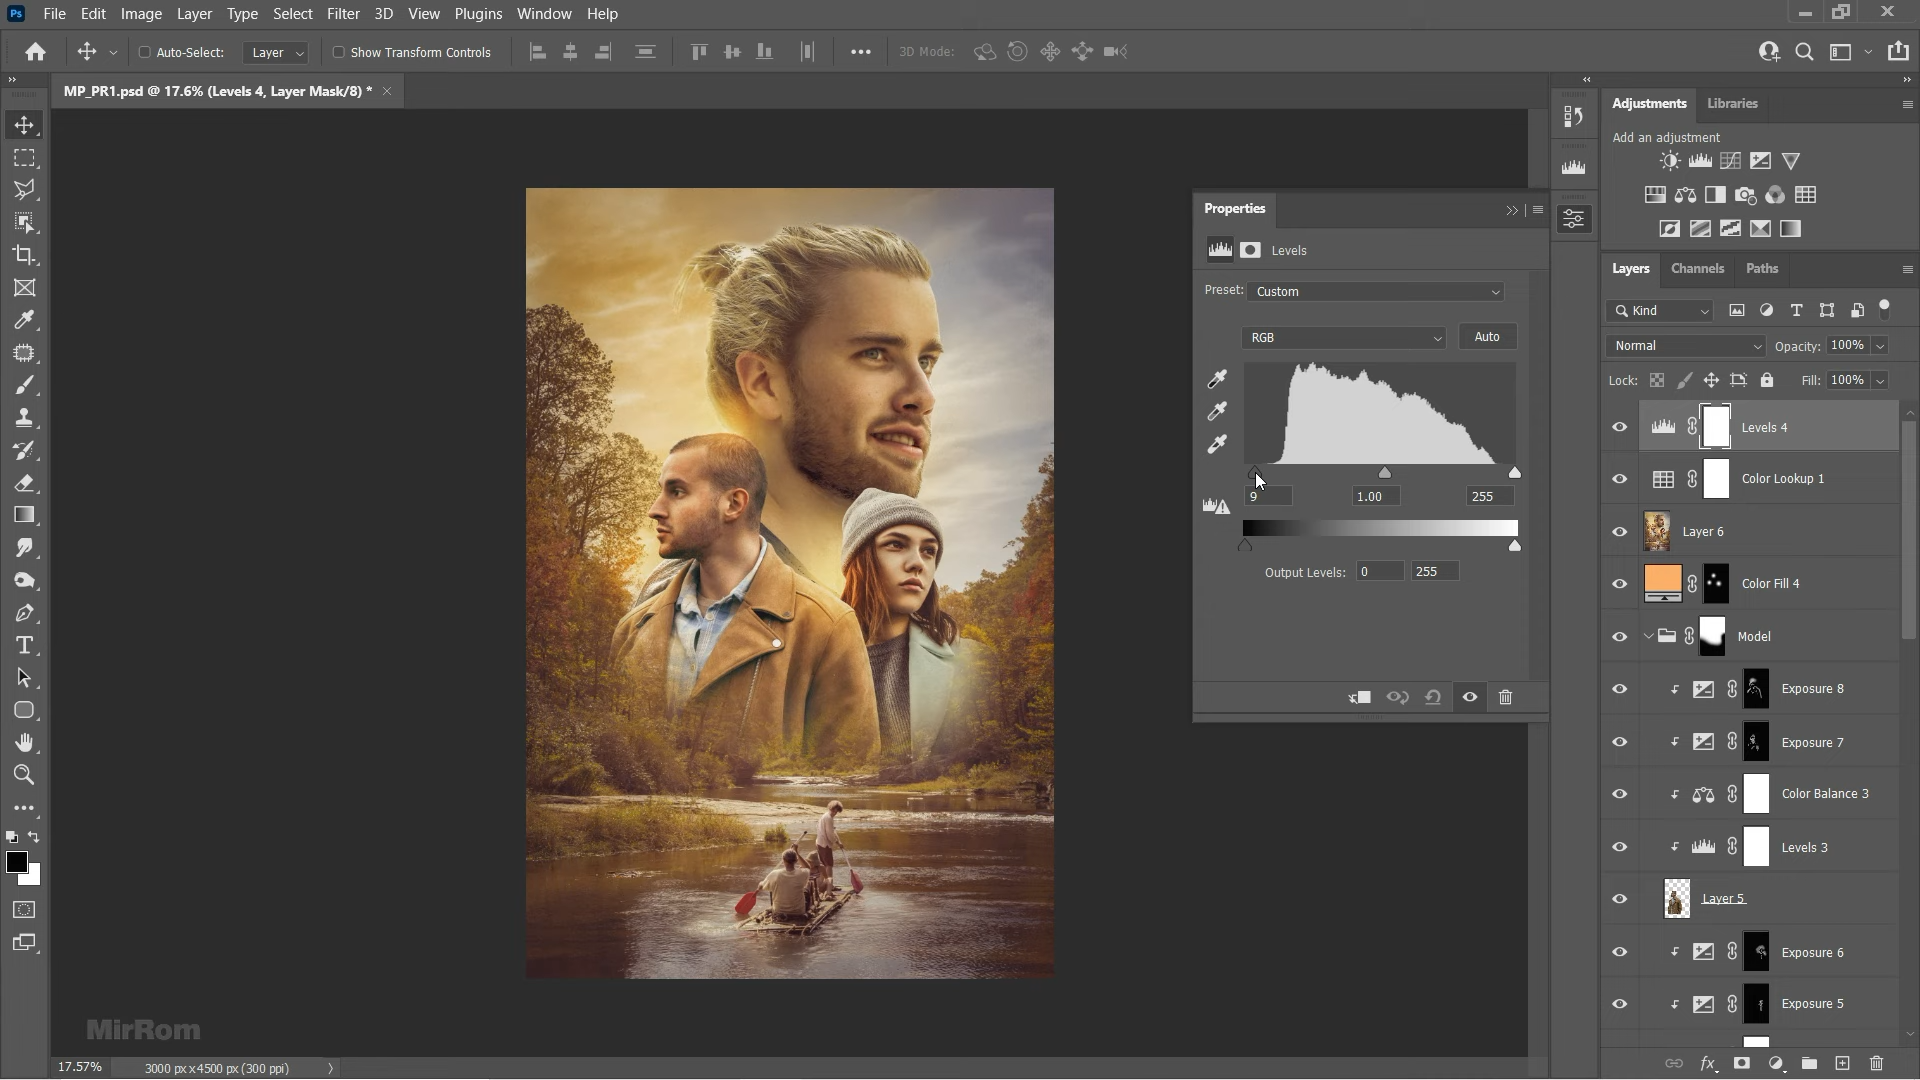 Ps File Edit Image Layer Type Select Filter 3D View Plugins Window Help
Auto-Select: Layer Show Transform Controls 3D Mode:
MP_PR1.psd @ 17.6% (Levels 4, Layer Mask/8) *
Adjustments Libraries
Add an adjustment
Properties
Levels
Preset: Custom
RGB Auto
9 1.00 255
Output Levels: 0 255
Layers Channels Paths
Kind
Normal Opacity: 100%
Lock: Fill: 100%
Levels 4
Color Lookup 1
Layer 6
Color Fill 4
Model
Exposure 8
Exposure 7
Color Balance 3
Levels 3
Layer 5
Exposure 6
Exposure 5
fx
MirRom
17.57% 3000 px x 4500 px (300 ppi)